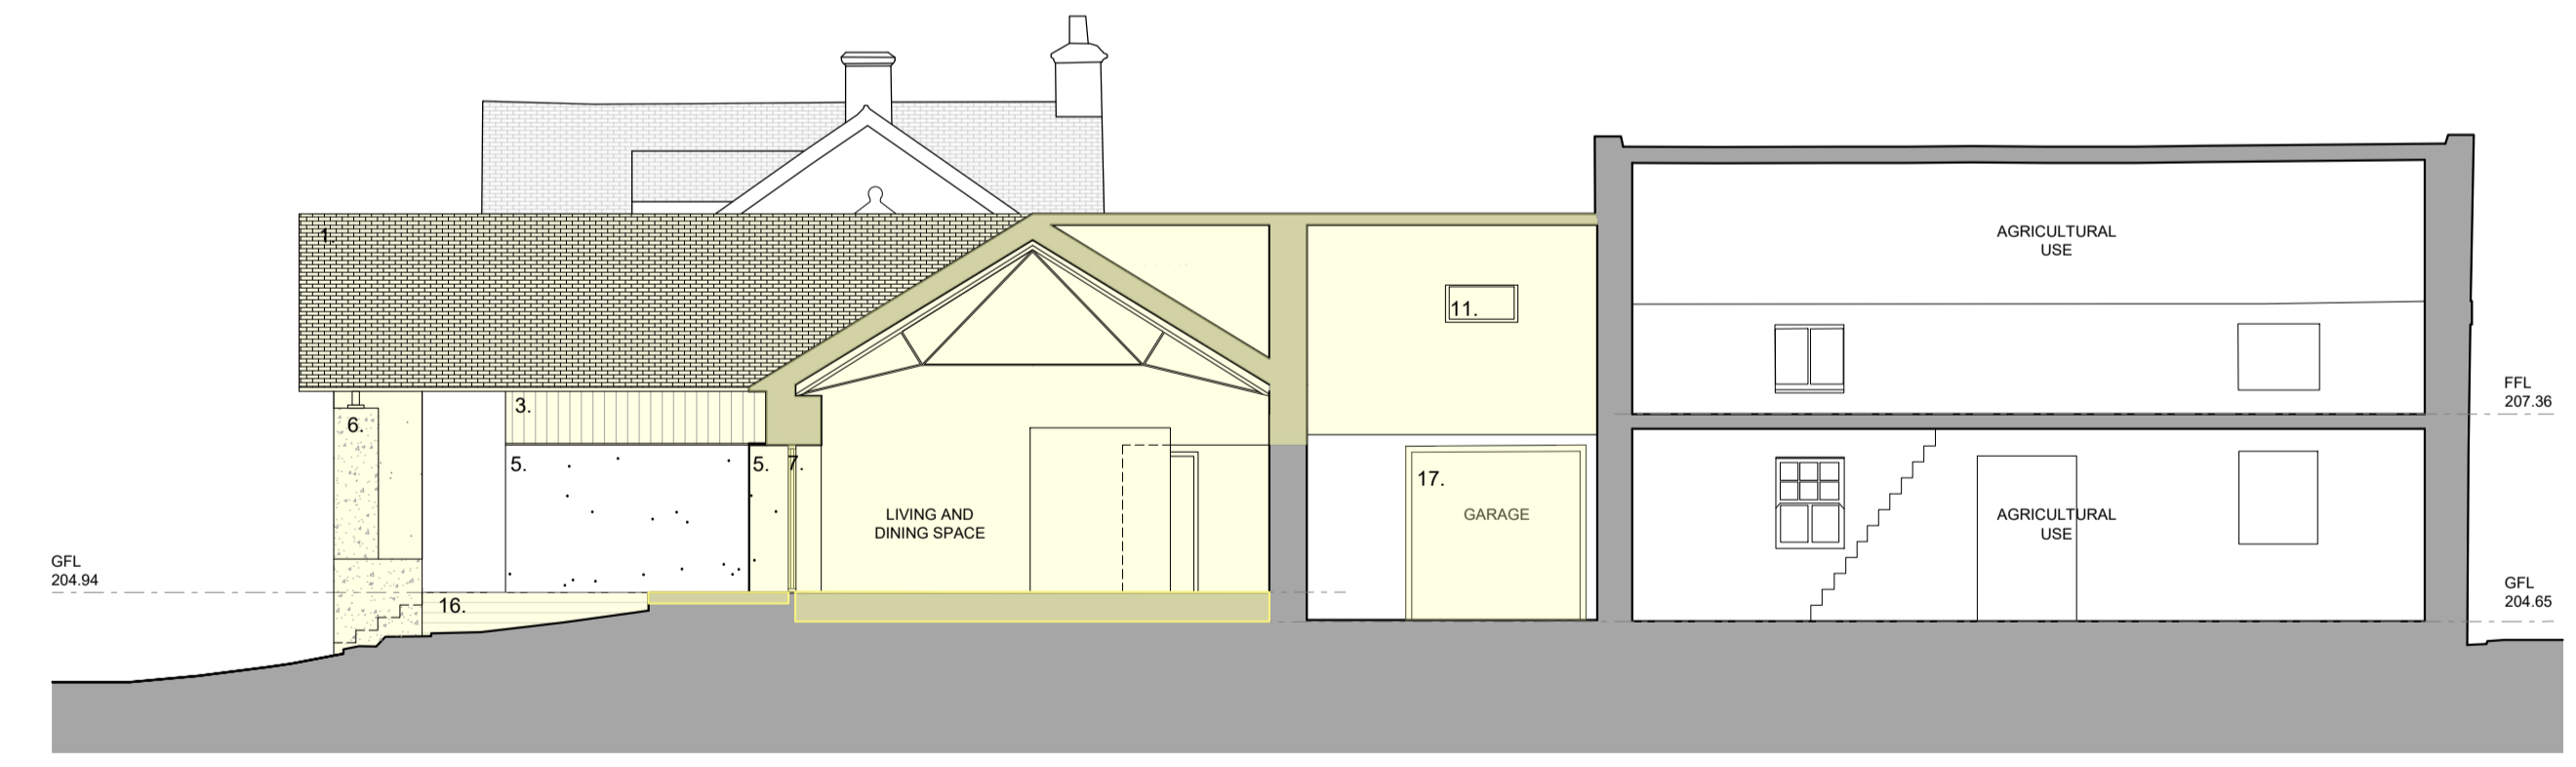 1.
AGRICULTURAL
USE
11.
FFL
207.36
3.
6.
5.
5.
7.
17.
LIVING AND
DINING SPACE
GARAGE
AGRICULTURAL
USE
GFL
204.94
16.
GFL
204.65